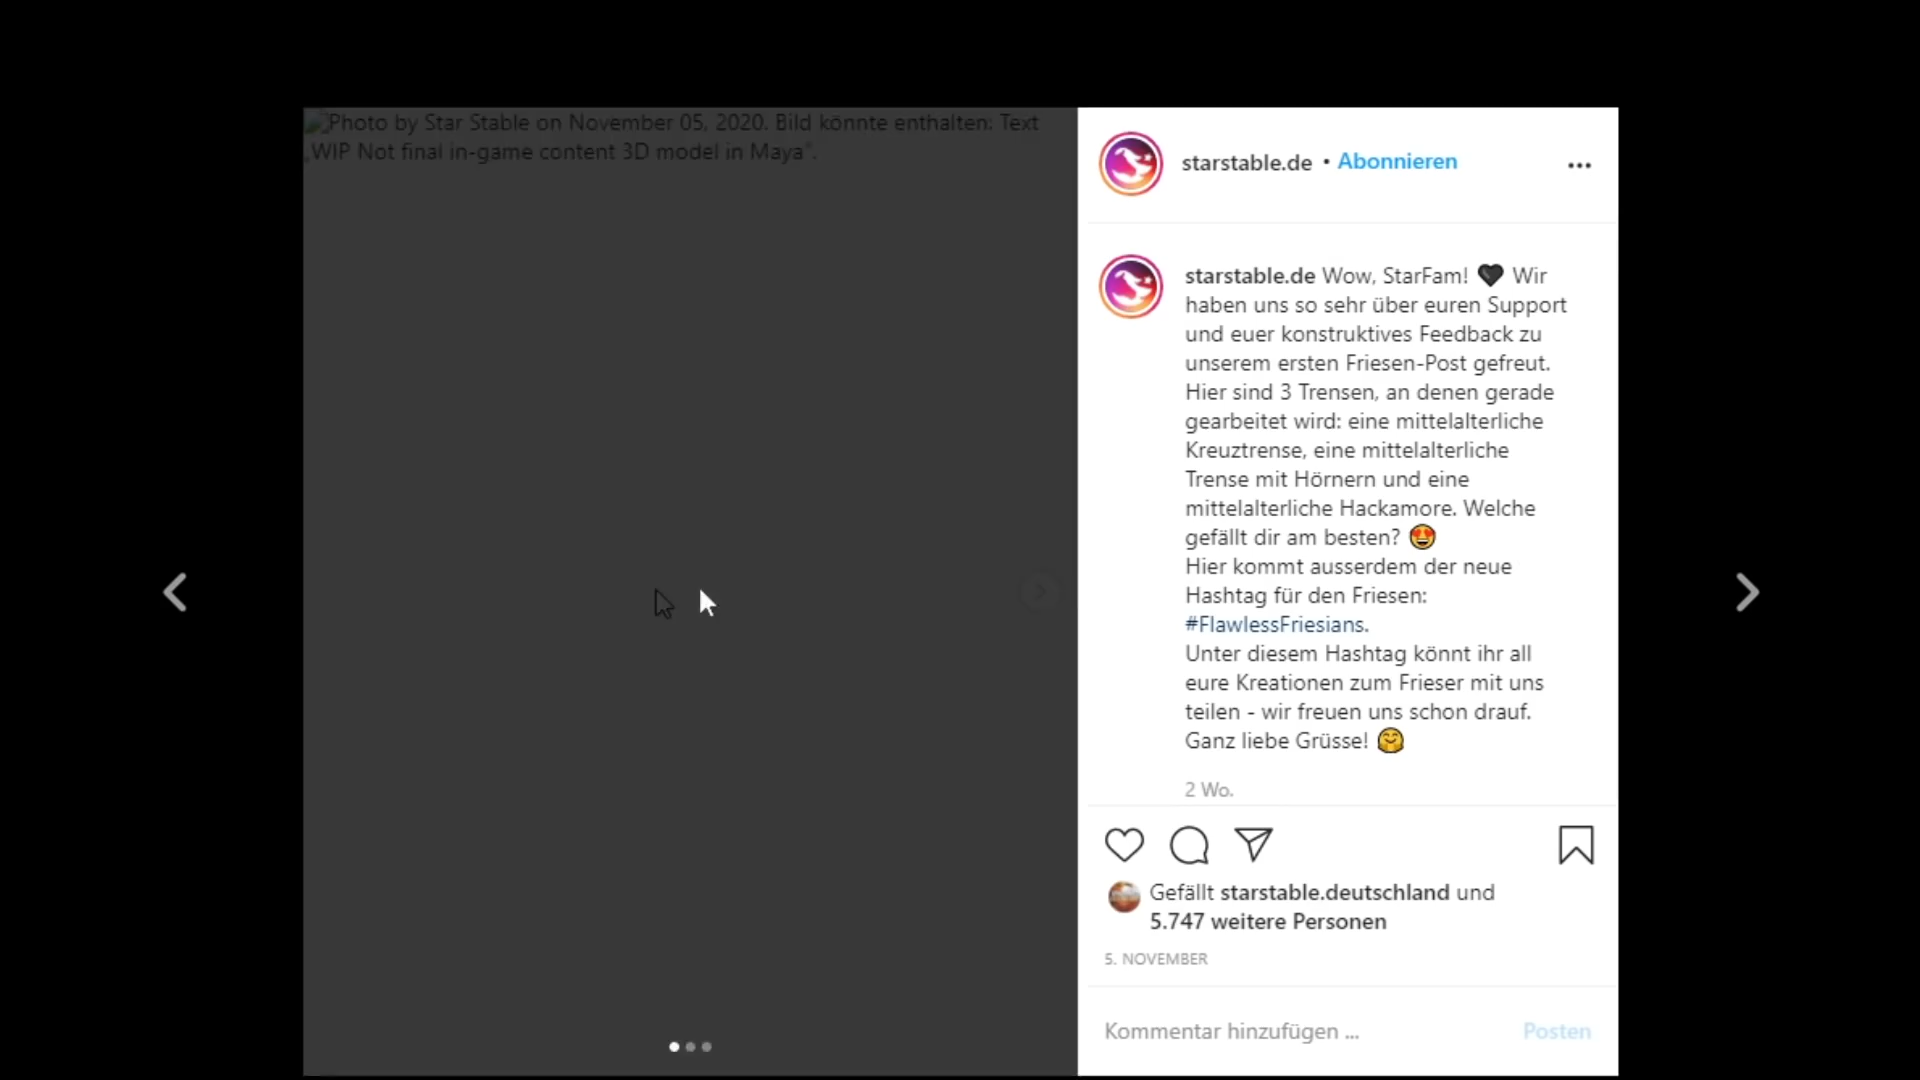 Photo by Star Stable on November 05, 2020. Bild könnte enthalten: Text
„WIP Not final in-game content 3D model in Maya“.
starstable.de • Abonnieren
starstable.de Wow, StarFam! 🖤 Wir
haben uns so sehr über euren Support
und euer konstruktives Feedback zu
unserem ersten Friesen-Post gefreut.
Hier sind 3 Trensen, an denen gerade
gearbeitet wird: eine mittelalterliche
Kreuztrense, eine mittelalterliche
Trense mit Hörnern und eine
mittelalterliche Hackamore. Welche
gefällt dir am besten? 😍
Hier kommt ausserdem der neue
Hashtag für den Friesen:
#FlawlessFriesians.
Unter diesem Hashtag könnt ihr all
eure Kreationen zum Frieser mit uns
teilen - wir freuen uns schon drauf.
Ganz liebe Grüsse! 🤗
2 Wo.
Gefällt starstable.deutschland und
5.747 weitere Personen
5. NOVEMBER
Kommentar hinzufügen ... Posten